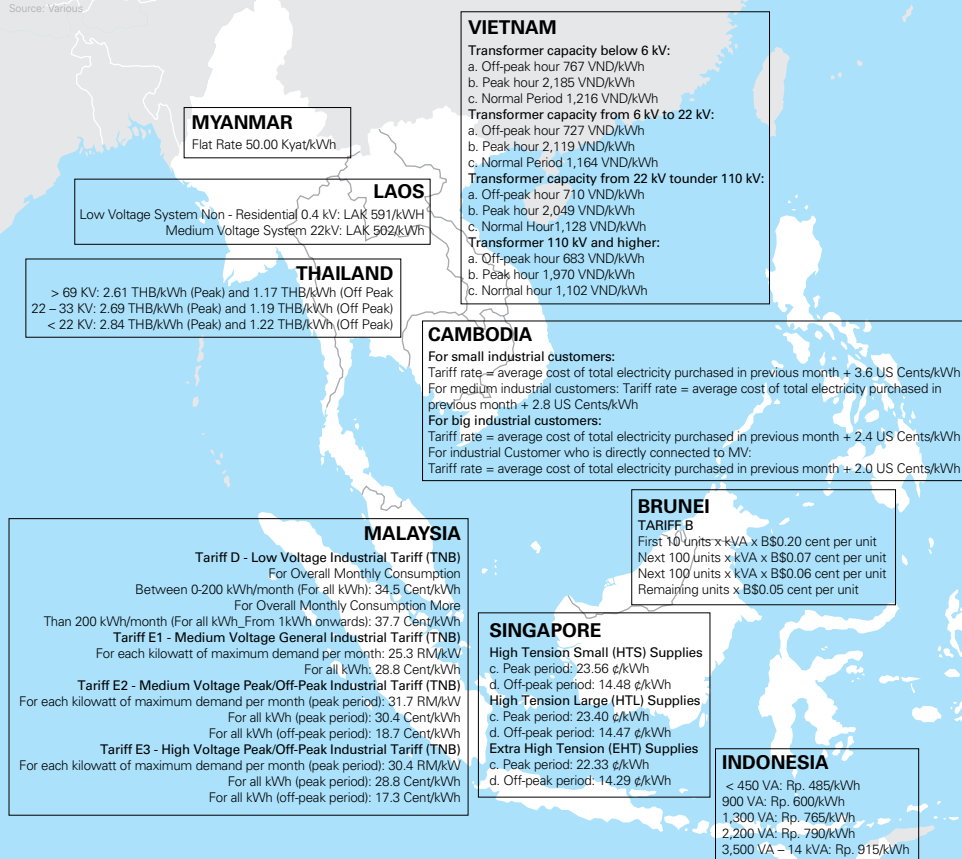 Source: Various
VIETNAM
Transformer capacity below 6 kV:
a. Off-peak hour 767 VND/kWh
b. Peak hour 2,185 VND/kWh
c. Normal Period 1,216 VND/kWh
Transformer capacity from 6 kV to 22 kV:
a. Off-peak hour 727 VND/kWh
b. Peak hour 2,119 VND/kWh
c. Normal Period 1,164 VND/kWh
Transformer capacity from 22 kV tounder 110 kV:
a. Off-peak hour 710 VND/kWh
b. Peak hour 2,049 VND/kWh
c. Normal Hour1,128 VND/kWh
Transformer 110 kV and higher:
a. Off-peak hour 683 VND/kWh
b. Peak hour 1,970 VND/kWh
c. Normal hour 1,102 VND/kWh
MYANMAR
Flat Rate 50.00 Kyat/kWh
LAOS
Low Voltage System Non - Residential 0.4 kV: LAK 591/kWH
Medium Voltage System 22kV: LAK 502/kWh
THAILAND
> 69 KV: 2.61 THB/kWh (Peak) and 1.17 THB/kWh (Off Peak
22 – 33 KV: 2.69 THB/kWh (Peak) and 1.19 THB/kWh (Off Peak)
< 22 KV: 2.84 THB/kWh (Peak) and 1.22 THB/kWh (Off Peak)
CAMBODIA
For small industrial customers:
Tariff rate = average cost of total electricity purchased in previous month + 3.6 US Cents/kWh
For medium industrial customers: Tariff rate = average cost of total electricity purchased in
previous month + 2.8 US Cents/kWh
For big industrial customers:
Tariff rate = average cost of total electricity purchased in previous month + 2.4 US Cents/kWh
For industrial Customer who is directly connected to MV:
Tariff rate = average cost of total electricity purchased in previous month + 2.0 US Cents/kWh
BRUNEI
TARIFF B
First 10 units x kVA x B$0.20 cent per unit
Next 100 units x kVA x B$0.07 cent per unit
Next 100 units x kVA x B$0.06 cent per unit
Remaining units x B$0.05 cent per unit
MALAYSIA
Tariff D - Low Voltage Industrial Tariff (TNB)
For Overall Monthly Consumption
Between 0-200 kWh/month (For all kWh): 34.5 Cent/kWh
For Overall Monthly Consumption More
Than 200 kWh/month (For all kWh_From 1kWh onwards): 37.7 Cent/kWh
Tariff E1 - Medium Voltage General Industrial Tariff (TNB)
For each kilowatt of maximum demand per month: 25.3 RM/kW
For all kWh: 28.8 Cent/kWh
Tariff E2 - Medium Voltage Peak/Off-Peak Industrial Tariff (TNB)
For each kilowatt of maximum demand per month (peak period): 31.7 RM/kW
For all kWh (peak period): 30.4 Cent/kWh
For all kWh (off-peak period): 18.7 Cent/kWh
Tariff E3 - High Voltage Peak/Off-Peak Industrial Tariff (TNB)
For each kilowatt of maximum demand per month (peak period): 30.4 RM/kW
For all kWh (peak period): 28.8 Cent/kWh
For all kWh (off-peak period): 17.3 Cent/kWh
SINGAPORE
High Tension Small (HTS) Supplies
c. Peak period: 23.56 ¢/kWh
d. Off-peak period: 14.48 ¢/kWh
High Tension Large (HTL) Supplies
c. Peak period: 23.40 ¢/kWh
d. Off-peak period: 14.47 ¢/kWh
Extra High Tension (EHT) Supplies
c. Peak period: 22.33 ¢/kWh
d. Off-peak period: 14.29 ¢/kWh
INDONESIA
< 450 VA: Rp. 485/kWh
900 VA: Rp. 600/kWh
1,300 VA: Rp. 765/kWh
2,200 VA: Rp. 790/kWh
3,500 VA – 14 kVA: Rp. 915/kWh